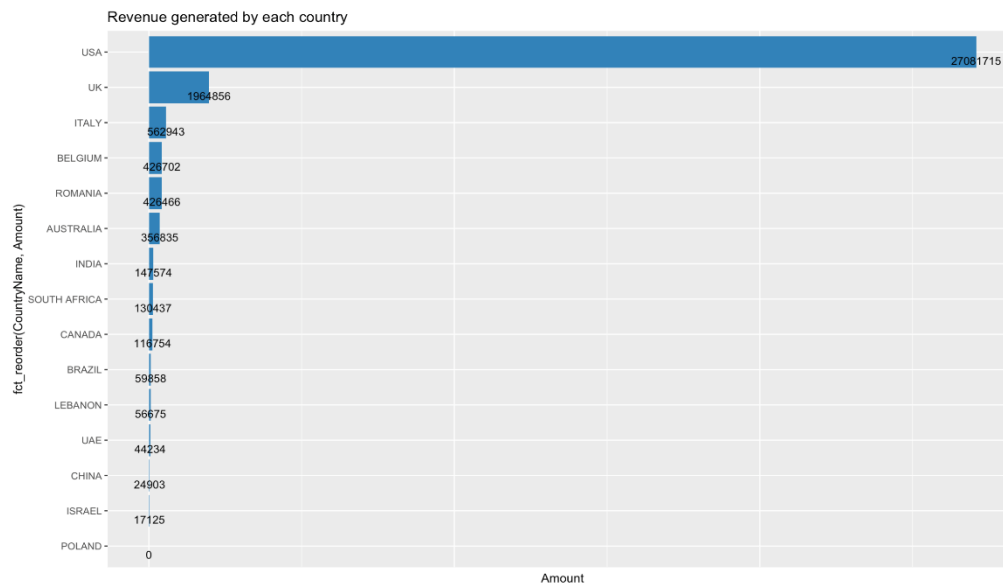 Revenue generated by each country
fct_reorder(CountryName, Amount)
USA
27081715
UK
1964856
ITALY
562943
BELGIUM
426702
ROMANIA
426466
AUSTRALIA
356835
INDIA
147574
SOUTH AFRICA
130437
CANADA
116754
BRAZIL
59858
LEBANON
56675
UAE
44234
CHINA
24903
ISRAEL
17125
POLAND
0
Amount